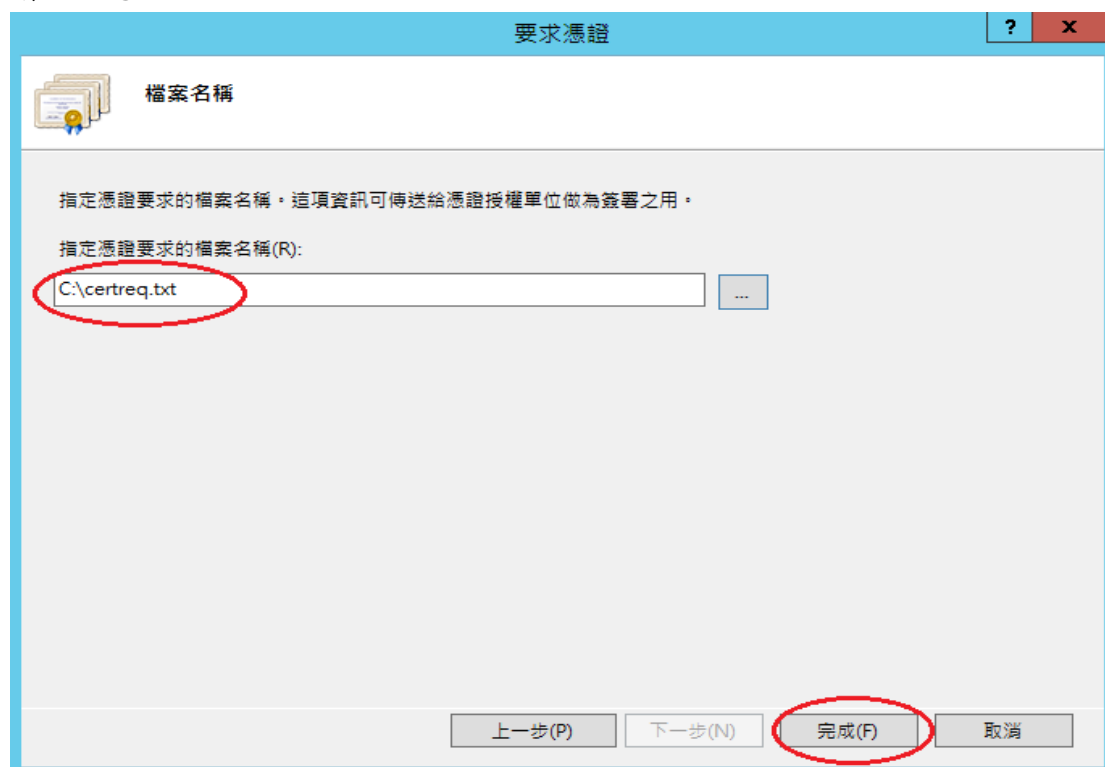 要求憑證
?
x
檔案名稱
指定憑證要求的檔案名稱。這項資訊可傳送給憑證授權單位做為簽署之用。
指定憑證要求的檔案名稱(R):
C:\certreq.txt
...
上一步(P)
下一步(N)
完成(F)
取消